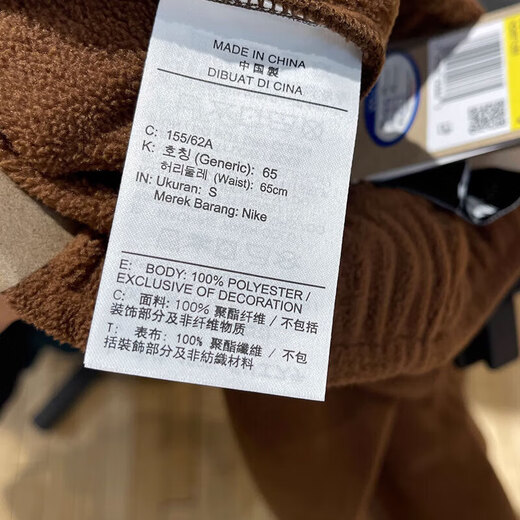 MADE IN CHINA
中国製
DIBUAT DI CINA
C: 155/62A
K: 호칭 (Generic): 65
허리둘레 (Waist): 65cm
IN: Ukuran: S
Merek Barang: Nike
E: BODY: 100% POLYESTER /
EXCLUSIVE OF DECORATION
C: 面料: 100% 聚酯纤维 / 不包括
装饰部分及非纤维物质
T: 表布: 100% 聚酯纖維 / 不包
括裝飾部分及非紡織材料